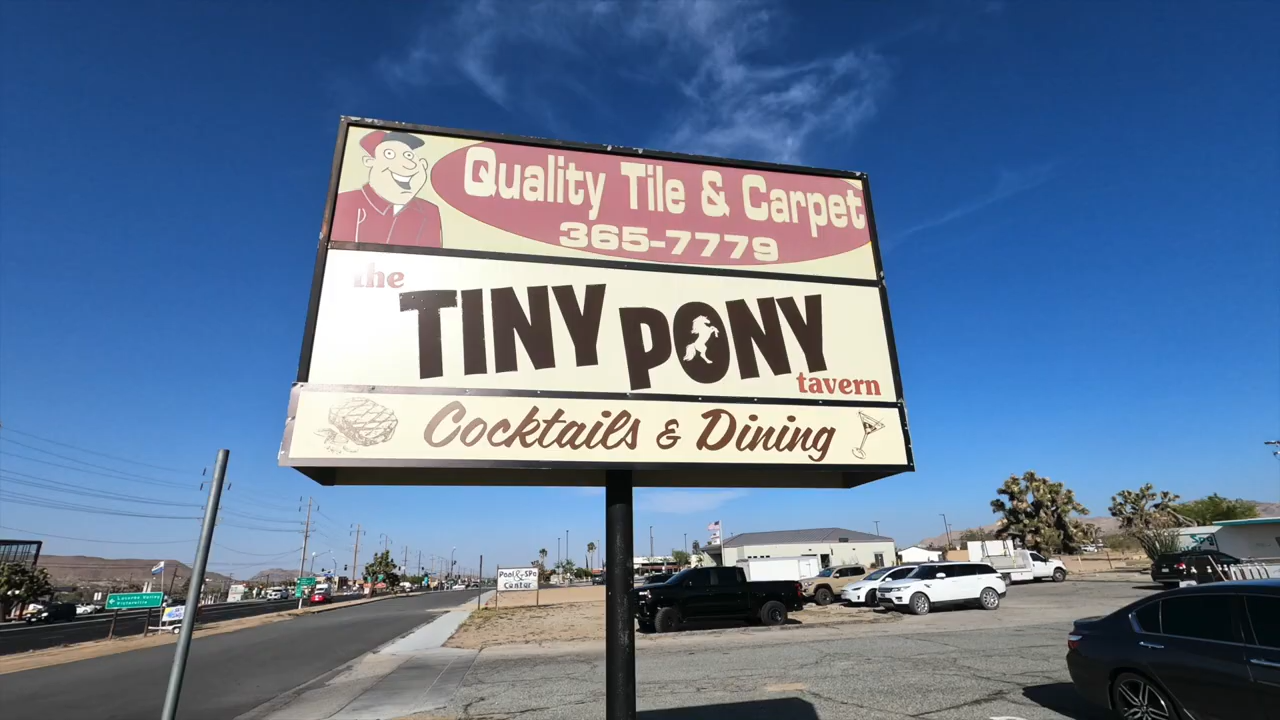 Quality Tile & Carpet
365-7779
the
TINY PONY
tavern
Cocktails & Dining
Pool & Spa
Center